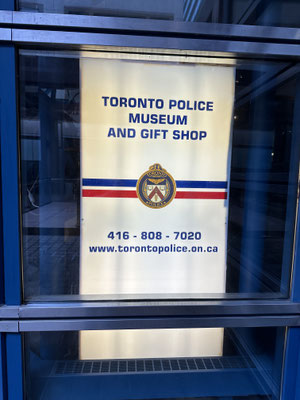 TORONTO POLICE
MUSEUM
AND GIFT SHOP
416 - 808 - 7020
www.torontopolice.on.ca